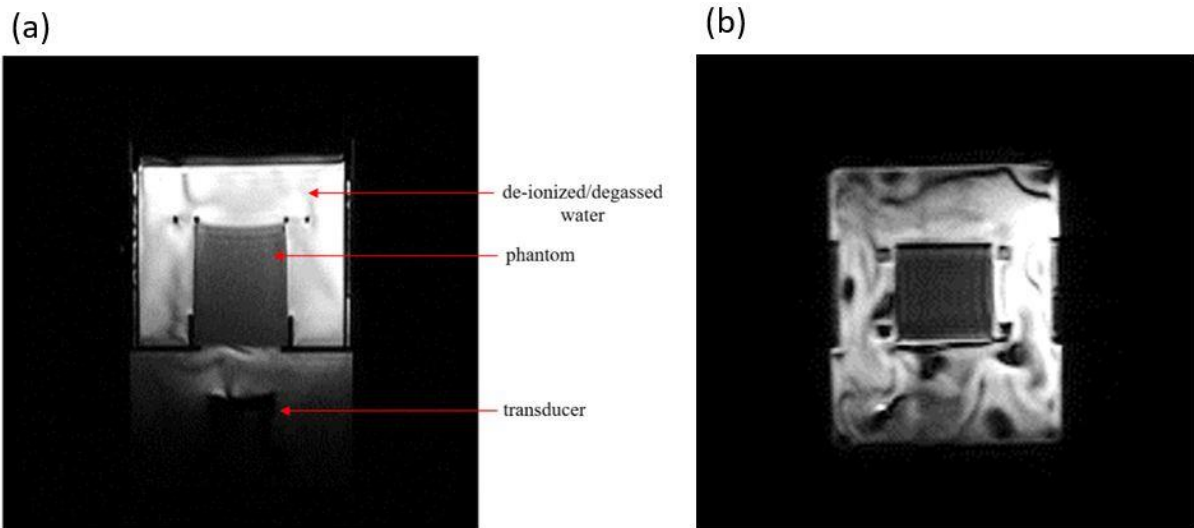 (a)
(b)
de-ionized/degassed
water
phantom
transducer